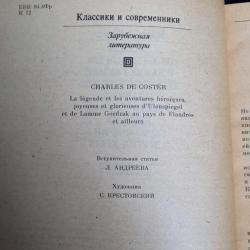 ББК 84.4Фр
К 72
Классики и современники
Зарубежная
литература
CHARLES DE COSTER
La légende et les aventures héroïques,
joyeuses et glorieuses d'Ulenspiegel
et de Lamme Goedzak au pays de Flandres
et ailleurs
Вступительная статья
Л. АНДРЕЕВА
Художник
С. КРЕСТОВСКИЙ